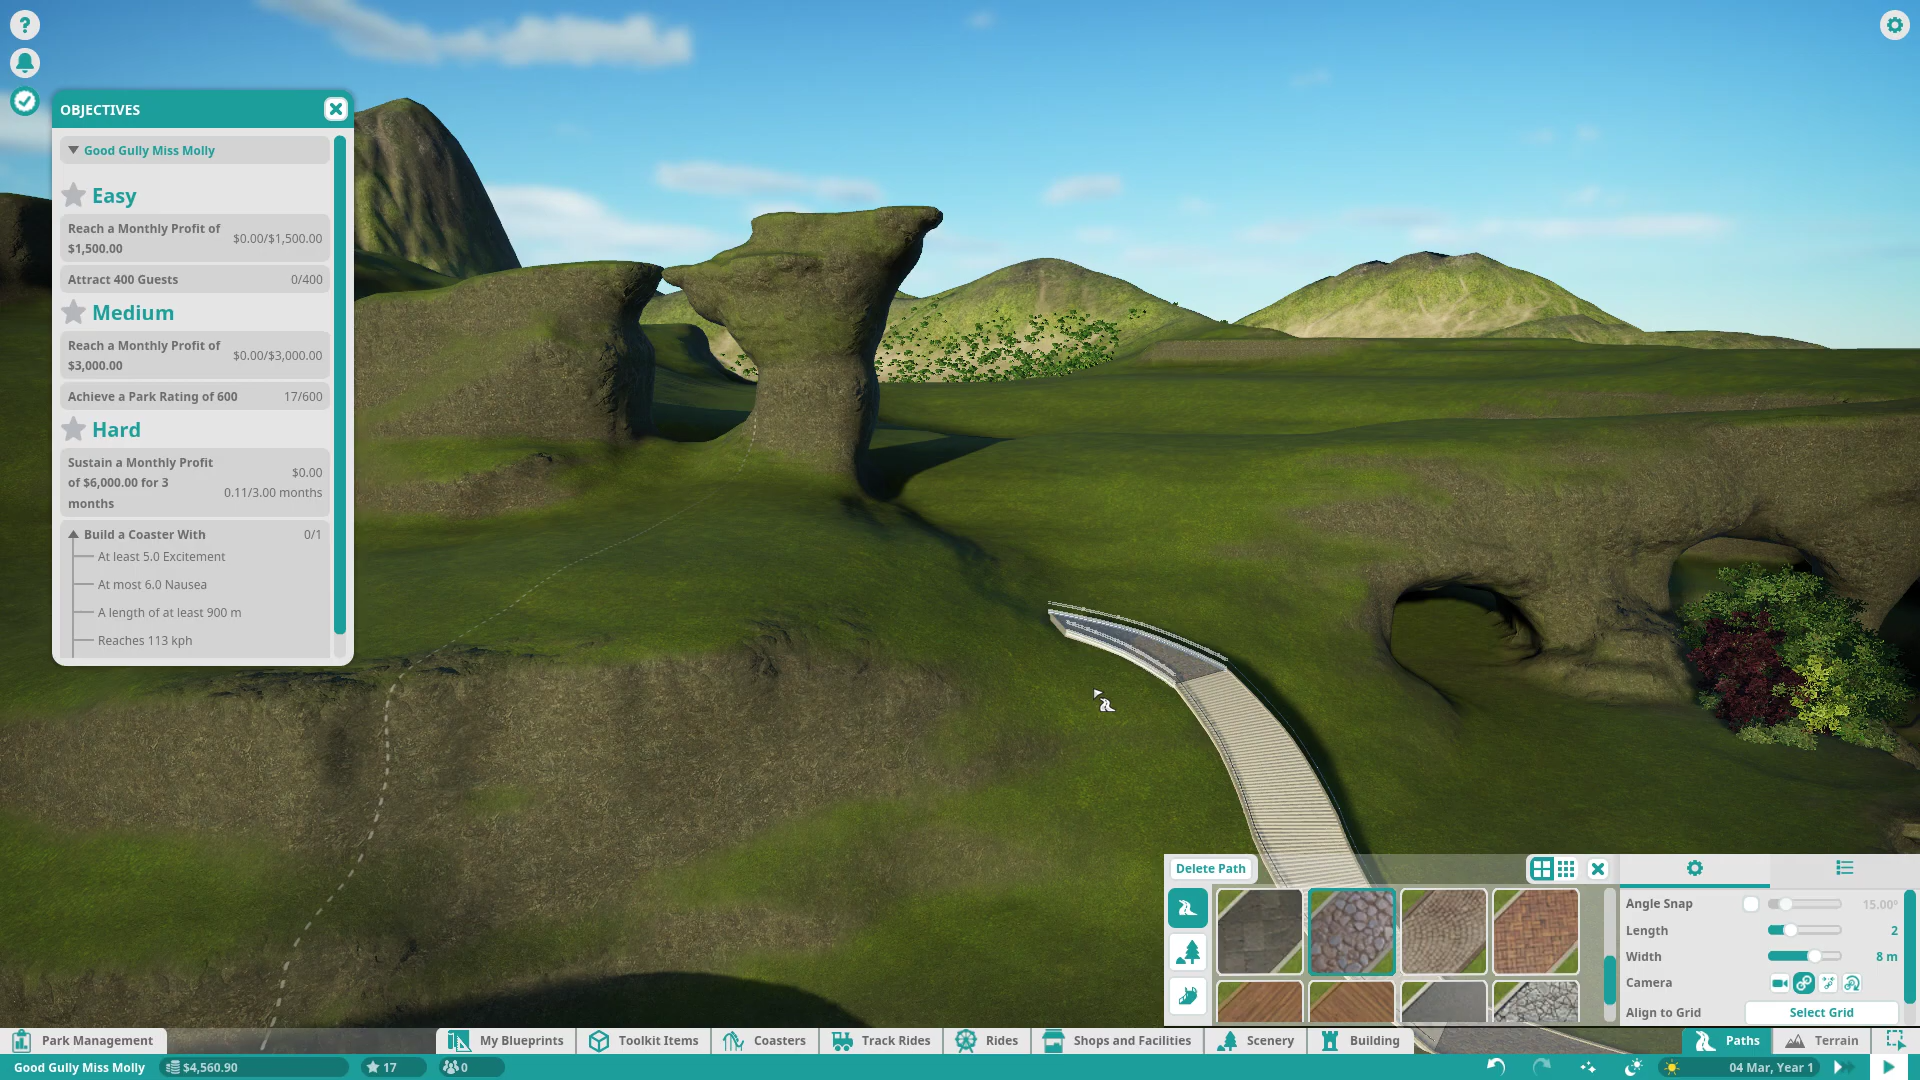 ?
OBJECTIVES
Good Gully Miss Molly
Easy
Reach a Monthly Profit of
$1,500.00
$0.00/$1,500.00
Attract 400 Guests
0/400
Medium
Reach a Monthly Profit of
$3,000.00
$0.00/$3,000.00
Achieve a Park Rating of 600
17/600
Hard
Sustain a Monthly Profit
of $6,000.00 for 3
months
$0.00
0.11/3.00 months
Build a Coaster With
0/1
At least 5.0 Excitement
At most 6.0 Nausea
A length of at least 900 m
Reaches 113 kph
Delete Path
Angle Snap
15.00°
Length
2
Width
8 m
Camera
Align to Grid
Select Grid
Park Management
My Blueprints
Toolkit Items
Coasters
Track Rides
Rides
Shops and Facilities
Scenery
Building
Paths
Terrain
Good Gully Miss Molly
$4,560.90
17
0
04 Mar, Year 1